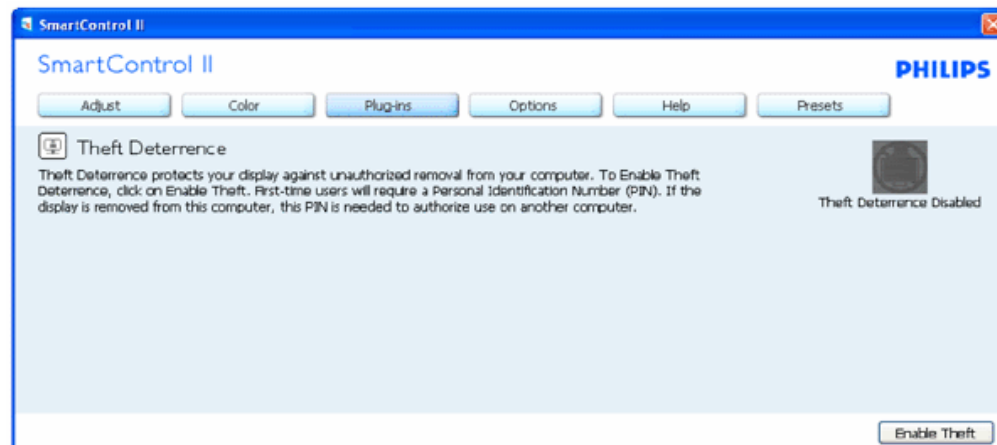 SmartControl II
SmartControl II
PHILIPS
Adjust
Color
Plug-ins
Options
Help
Presets
Theft Deterrence
Theft Deterrence protects your display against unauthorized removal from your computer. To Enable Theft
Deterrence, click on Enable Theft. First-time users will require a Personal Identification Number (PIN). If the
display is removed from this computer, this PIN is needed to authorize use on another computer.
Theft Deterrence Disabled
Enable Theft